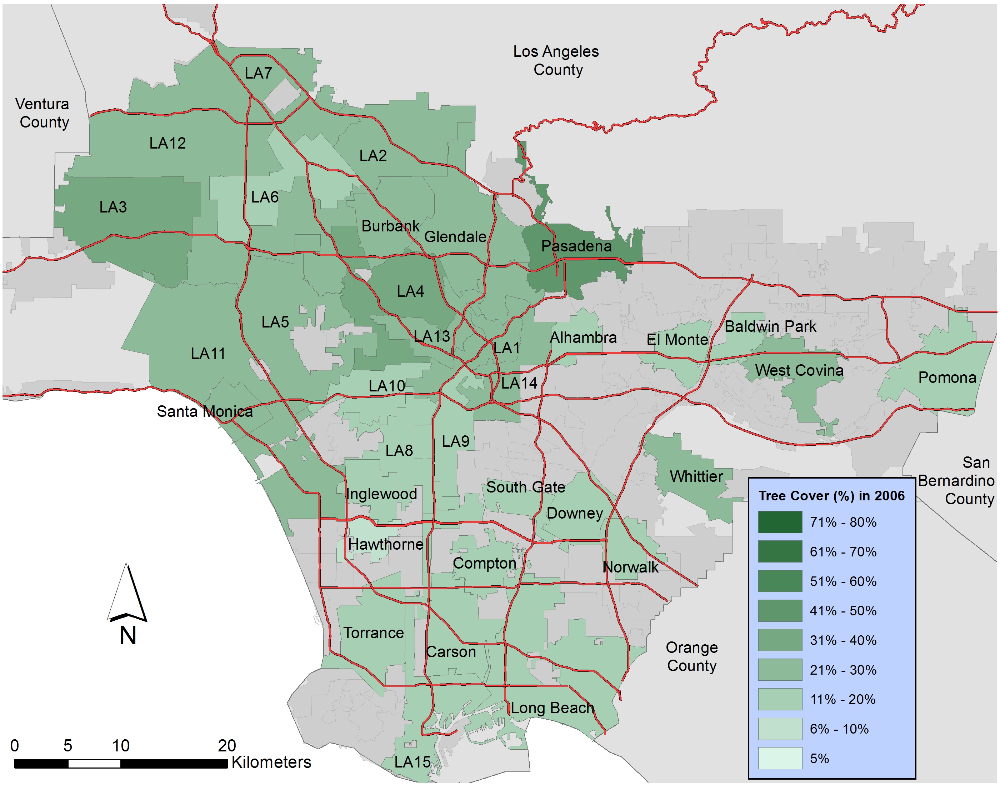 Los Angeles
County
LA7
Ventura
County
LA12
LA2
LA6
LA3
Burbank
Glendale
Pasadena
LA4
LA5
LA13
LA1
Alhambra
El Monte
Baldwin Park
LA11
West Covina
Pomona
LA10
LA14
Santa Monica
LA9
LA8
San
Bernardino
County
Whittier
South Gate
Inglewood
Downey
Hawthorne
Compton
Norwalk
Torrance
Carson
Orange
County
Long Beach
LA15
Tree Cover (%) in 2006
71% - 80%
61% - 70%
51% - 60%
41% - 50%
31% - 40%
21% - 30%
11% - 20%
6% - 10%
5%
N
0 5 10 20
Kilometers